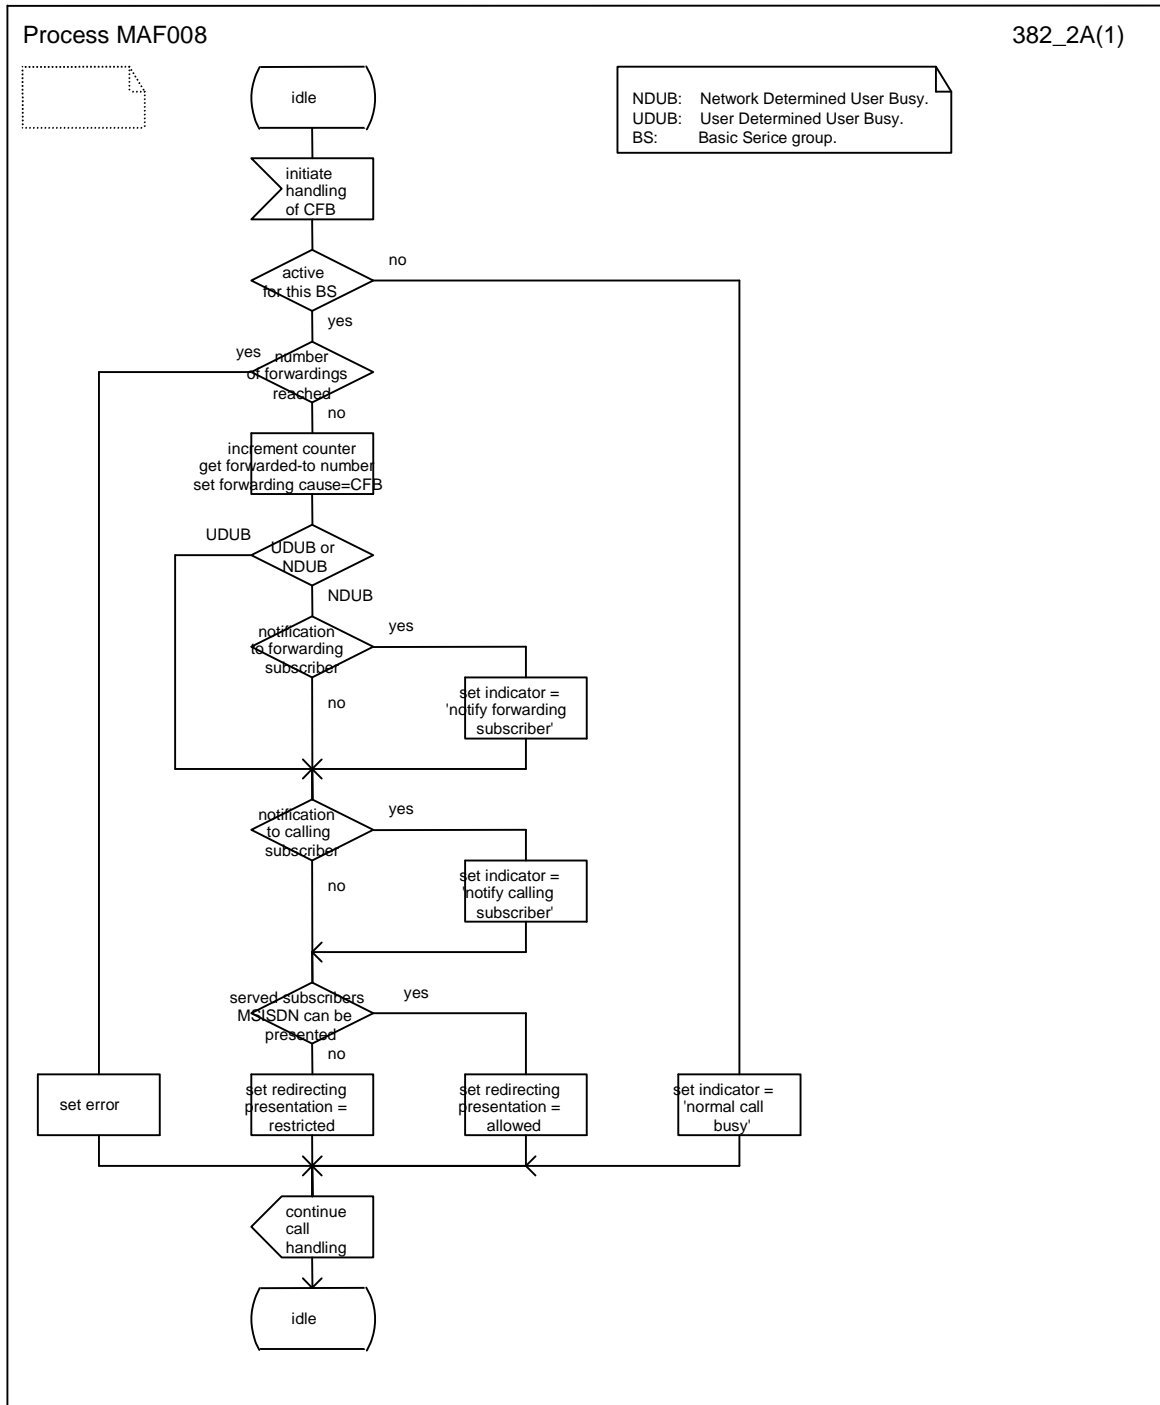 Process MAF008
382_2A(1)
idle
NDUB: Network Determined User Busy.
UDUB: User Determined User Busy.
BS: Basic Serice group.
initiate
handling
of CFB
active
for this BS
no
yes
yes
number
of forwardings
reached
no
increment counter
get forwarded-to number
set forwarding cause=CFB
UDUB
UDUB or
NDUB
NDUB
notification
to forwarding
subscriber
yes
no
set indicator =
'notify forwarding
subscriber'
notification
to calling
subscriber
yes
no
set indicator =
'notify calling
subscriber'
served subscribers
MSISDN can be
presented
yes
no
set error
set redirecting
presentation =
restricted
set redirecting
presentation =
allowed
set indicator =
'normal call
busy'
continue
call
handling
idle